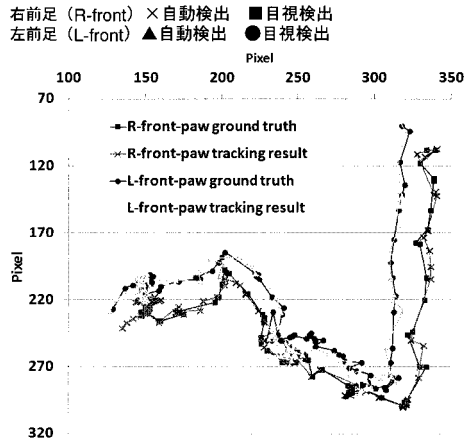 右前足（R-front）×自動検出 ■目視検出
左前足（L-front）▲自動検出 ●目視検出
Pixel
100 150 200 250 300 350
70
120
170
220
270
320
Pixel
R-front-paw ground truth
R-front-paw tracking result
L-front-paw ground truth
L-front-paw tracking result